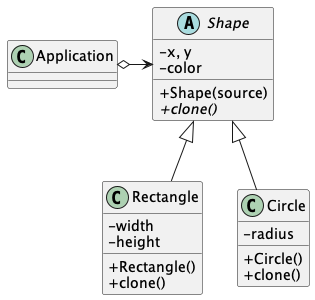 A Shape
C Application
-x, y
-color
+Shape(source)
+clone()
C Rectangle
-width
-height
+Rectangle()
+clone()
C Circle
-radius
+Circle()
+clone()